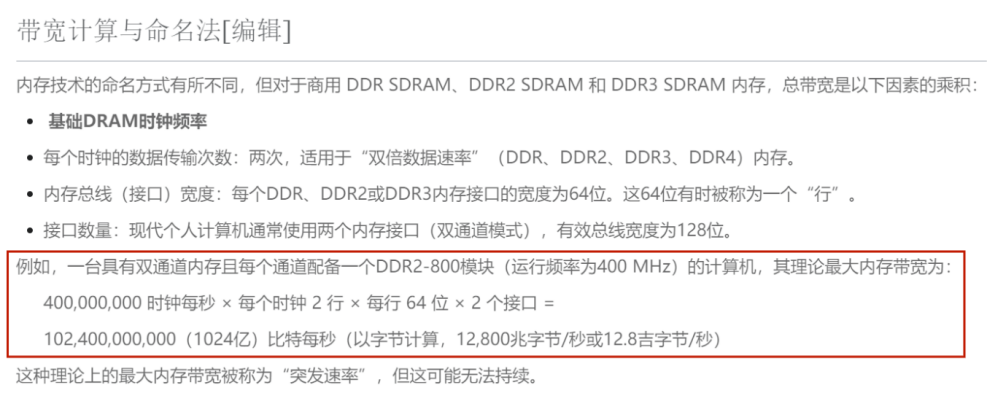 带宽计算与命名法[编辑]
内存技术的命名方式有所不同，但对于商用 DDR SDRAM、DDR2 SDRAM 和 DDR3 SDRAM 内存，总带宽是以下因素的乘积：
• 基础DRAM时钟频率
• 每个时钟的数据传输次数：两次，适用于“双倍数据速率”（DDR、DDR2、DDR3、DDR4）内存。
• 内存总线（接口）宽度：每个DDR、DDR2或DDR3内存接口的宽度为64位。这64位有时被称为一个“行”。
• 接口数量：现代个人计算机通常使用两个内存接口（双通道模式），有效总线宽度为128位。
例如，一台具有双通道内存且每个通道配备一个DDR2-800模块（运行频率为400 MHz）的计算机，其理论最大内存带宽为：
400,000,000 时钟每秒 × 每个时钟 2 行 × 每行 64 位 × 2 个接口 =
102,400,000,000（1024亿）比特每秒（以字节计算，12,800兆字节/秒或12.8吉字节/秒）
这种理论上的最大内存带宽被称为“突发速率”，但这可能无法持续。